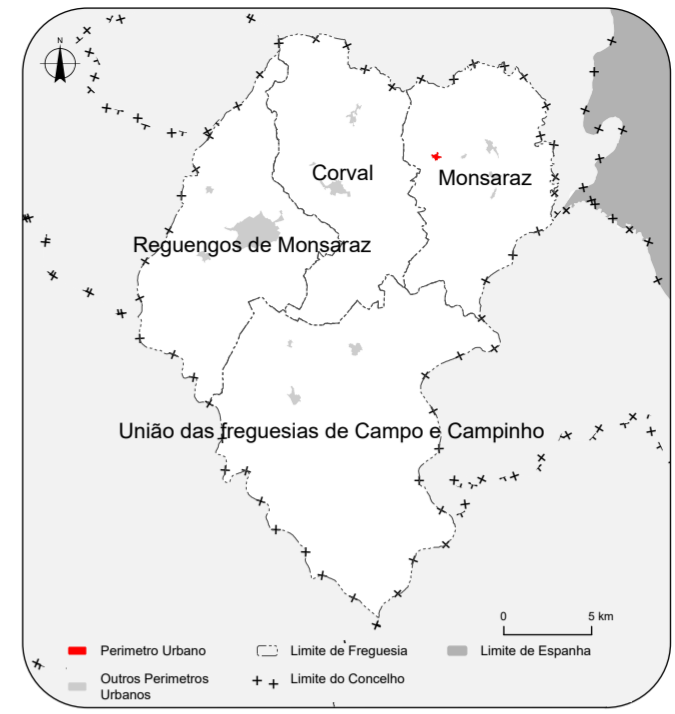 N
Corval
Monsaraz
Reguengos de Monsaraz
União das freguesias de Campo e Campinho
0 5 km
Perimetro Urbano
Limite de Freguesia
Limite de Espanha
Outros Perimetros
Urbanos
Limite do Concelho